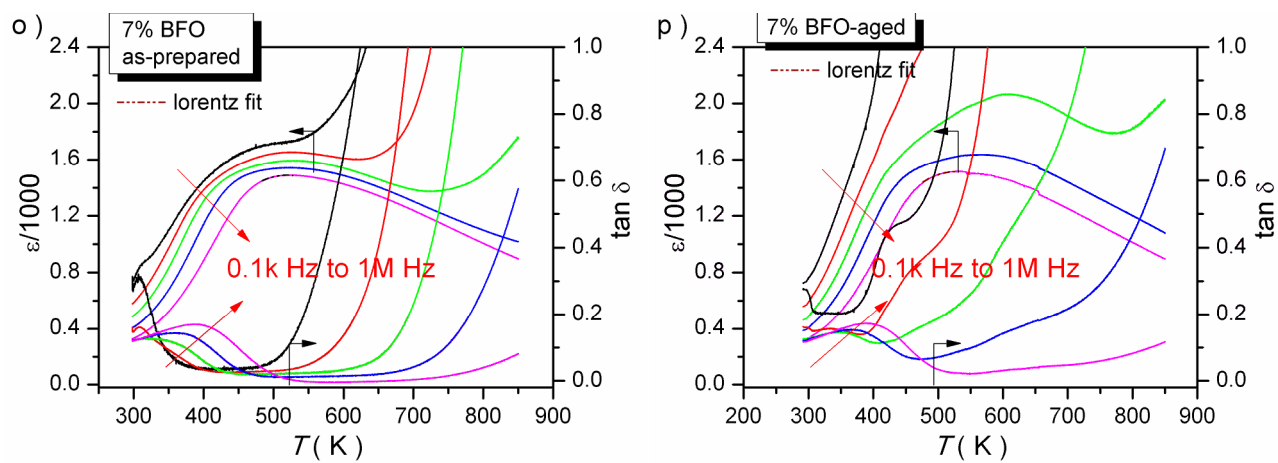 o )
7% BFO
as-prepared
lorentz fit
2.4
2.0
1.6
1.2
0.8
0.4
0.0
ε/1000
1.0
0.8
0.6
0.4
0.2
0.0
tan δ
0.1k Hz to 1M Hz
300 400 500 600 700 800 900
T ( K )
p )
7% BFO-aged
lorentz fit
2.4
2.0
1.6
1.2
0.8
0.4
0.0
ε/1000
1.0
0.8
0.6
0.4
0.2
0.0
tan δ
0.1k Hz to 1M Hz
200 300 400 500 600 700 800 900
T ( K )